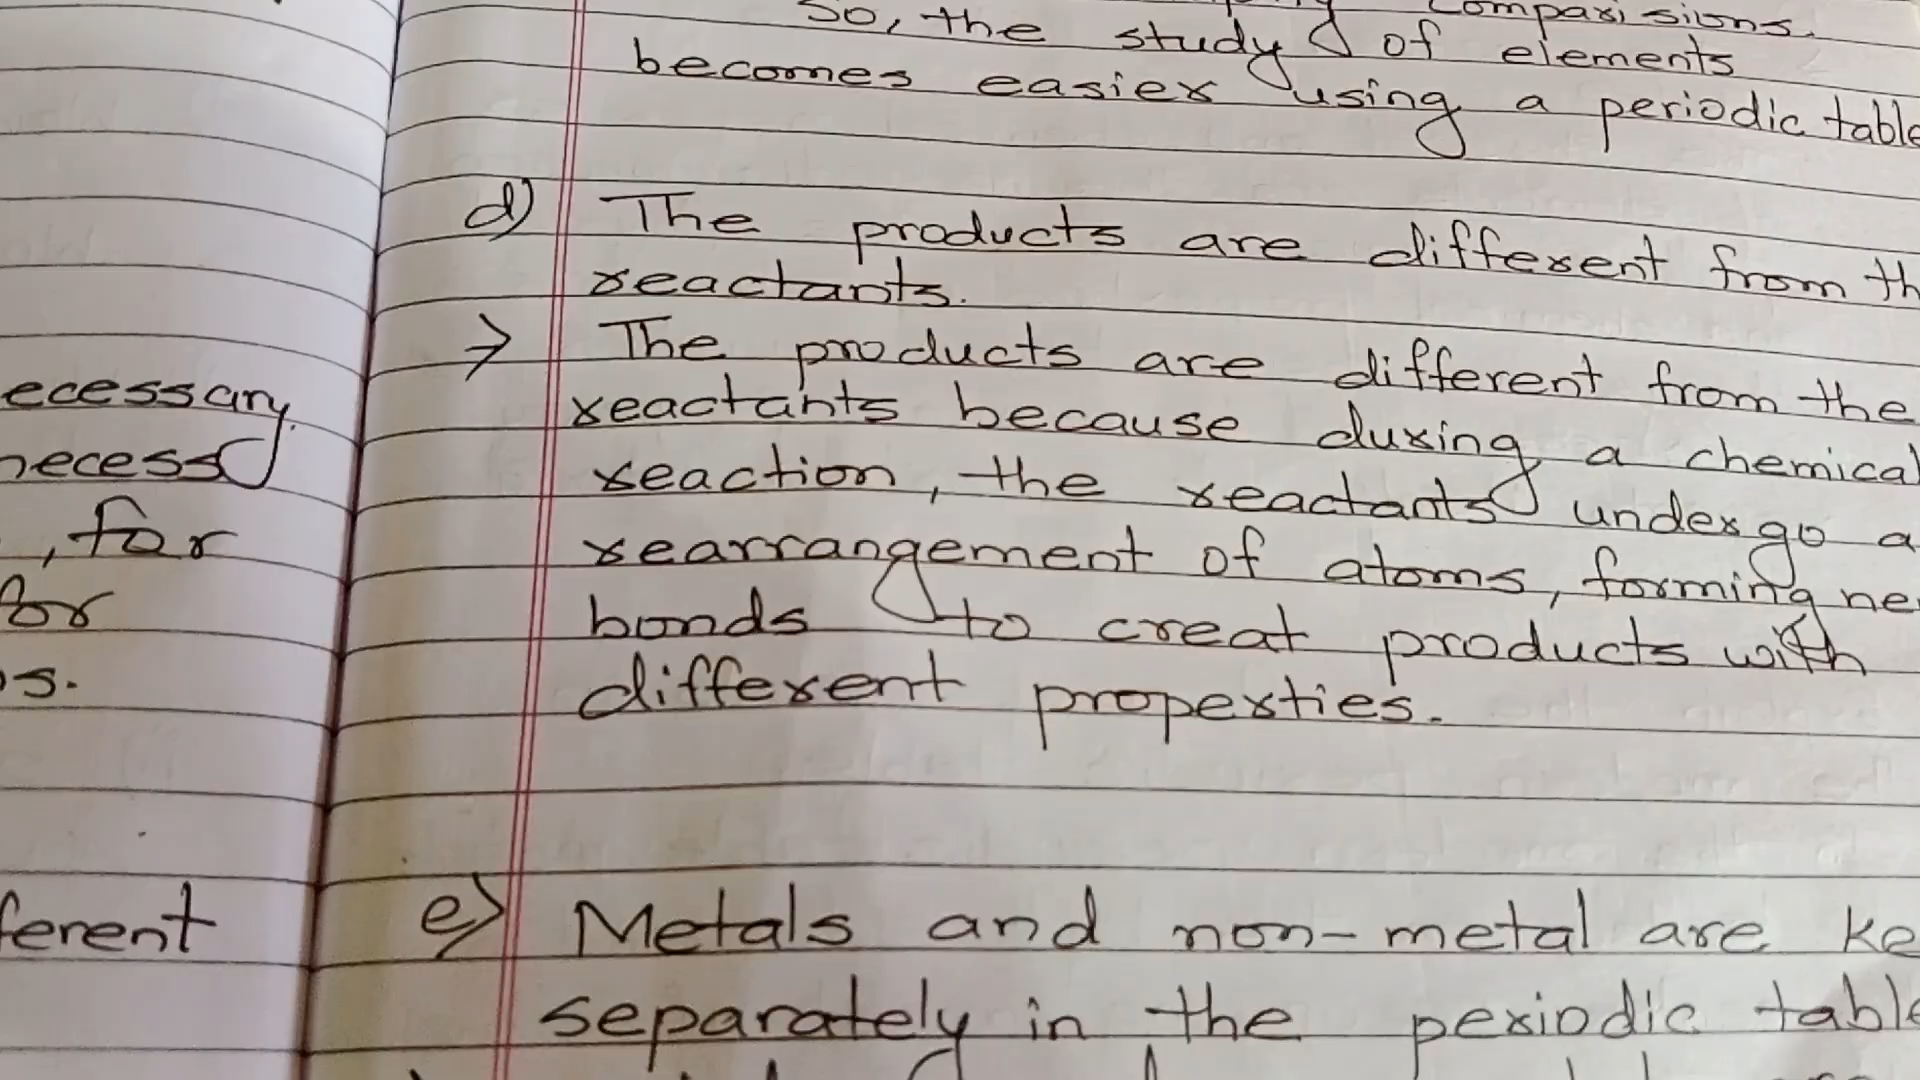 ecessary.
necess
, for
for
s.
ferent
comparisions.
So, the study of elements
becomes easier using a periodic table
d) The products are different from th
reactants.
→ The products are different from the
reactants because during a chemical
reaction, the reactants undergo a
rearrangement of atoms, forming ne
bonds to creat products with
different properties.
e) Metals and non-metal are ke
separately in the periodic table